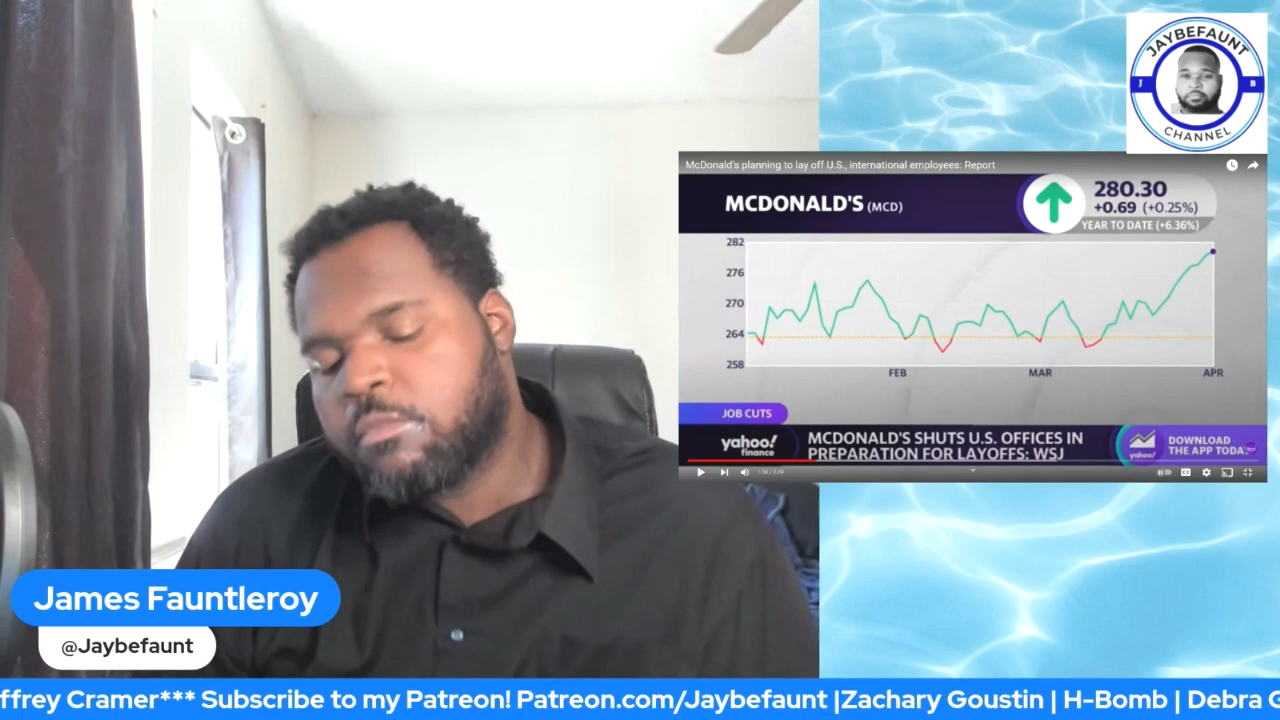 JAYBEFAUNT
J
B
CHANNEL
McDonald's planning to lay off U.S., international employees: Report
MCDONALD'S (MCD)
280.30
+0.69 (+0.25%)
YEAR TO DATE (+6.36%)
282
276
270
264
258
FEB
MAR
APR
JOB CUTS
yahoo!
finance
MCDONALD'S SHUTS U.S. OFFICES IN
PREPARATION FOR LAYOFFS: WSJ
yahoo!
DOWNLOAD
THE APP TODAY
James Fauntleroy
@Jaybefaunt
ffrey Cramer*** Subscribe to my Patreon! Patreon.com/Jaybefaunt |Zachary Goustin | H-Bomb | Debra